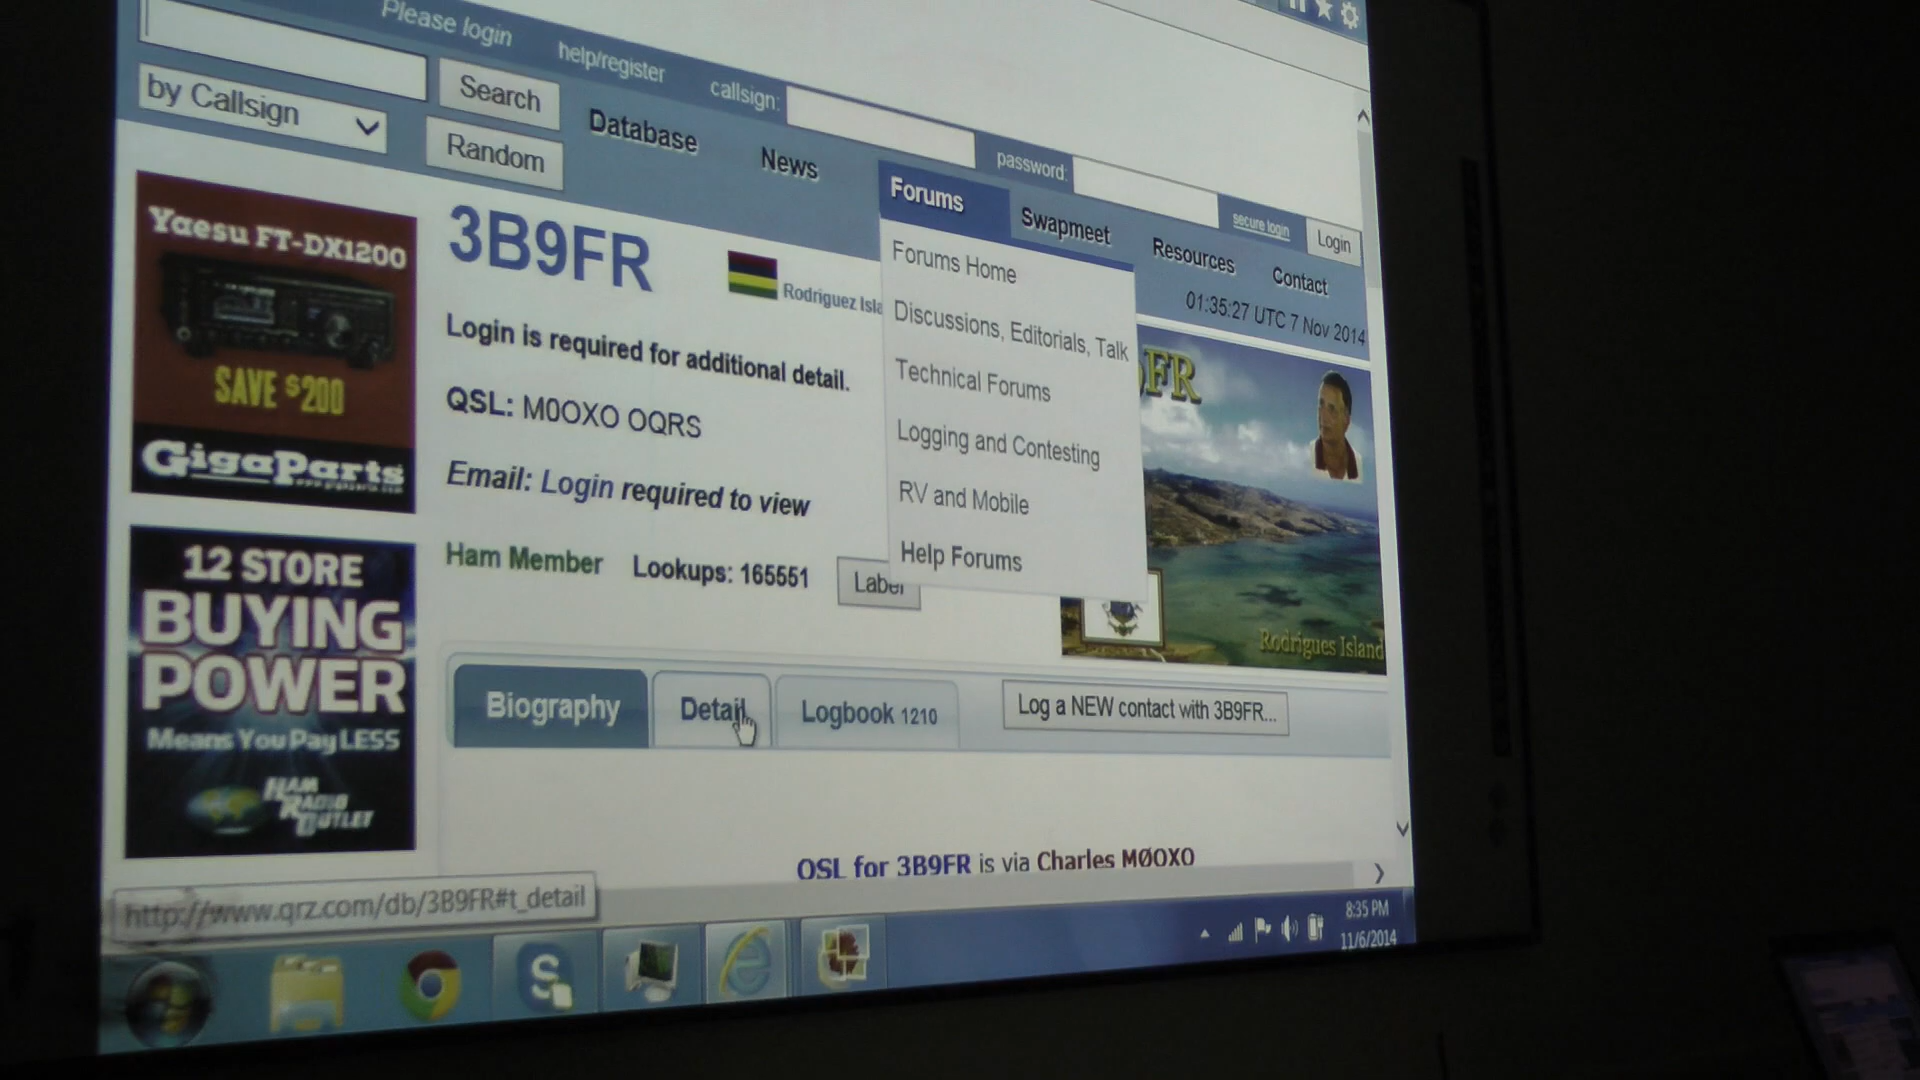 Please login
help/register
callsign:
password:
secure login
Login
by Callsign
Search
Random
Database
News
Forums
Swapmeet
Resources
Contact
01:35:27 UTC 7 Nov 2014
Forums Home
Discussions, Editorials, Talk
Technical Forums
Logging and Contesting
RV and Mobile
Help Forums
Yaesu FT-DX1200
SAVE $200
GigaParts
12 STORE
BUYING
POWER
Means You Pay LESS
HAM
RADIO
OUTLET
3B9FR
Rodriguez Isla
Login is required for additional detail.
QSL: M0OXO OQRS
Email: Login required to view
Ham Member Lookups: 165551
Label
FR
Rodrigues Island
Biography
Detail
Logbook 1210
Log a NEW contact with 3B9FR...
QSL for 3B9FR is via Charles MØOXO
http://www.qrz.com/db/3B9FR#t_detail
8:35 PM
11/6/2014